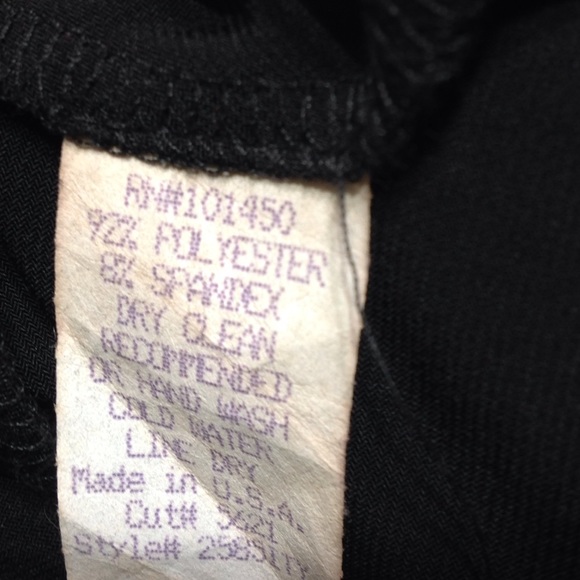 RN#101450
92% POLYESTER
8% SPANDEX
DRY CLEAN
RECOMMENDED
OR HAND WASH
COLD WATER
LINE DRY
Made in U.S.A.
Cut#
Style#